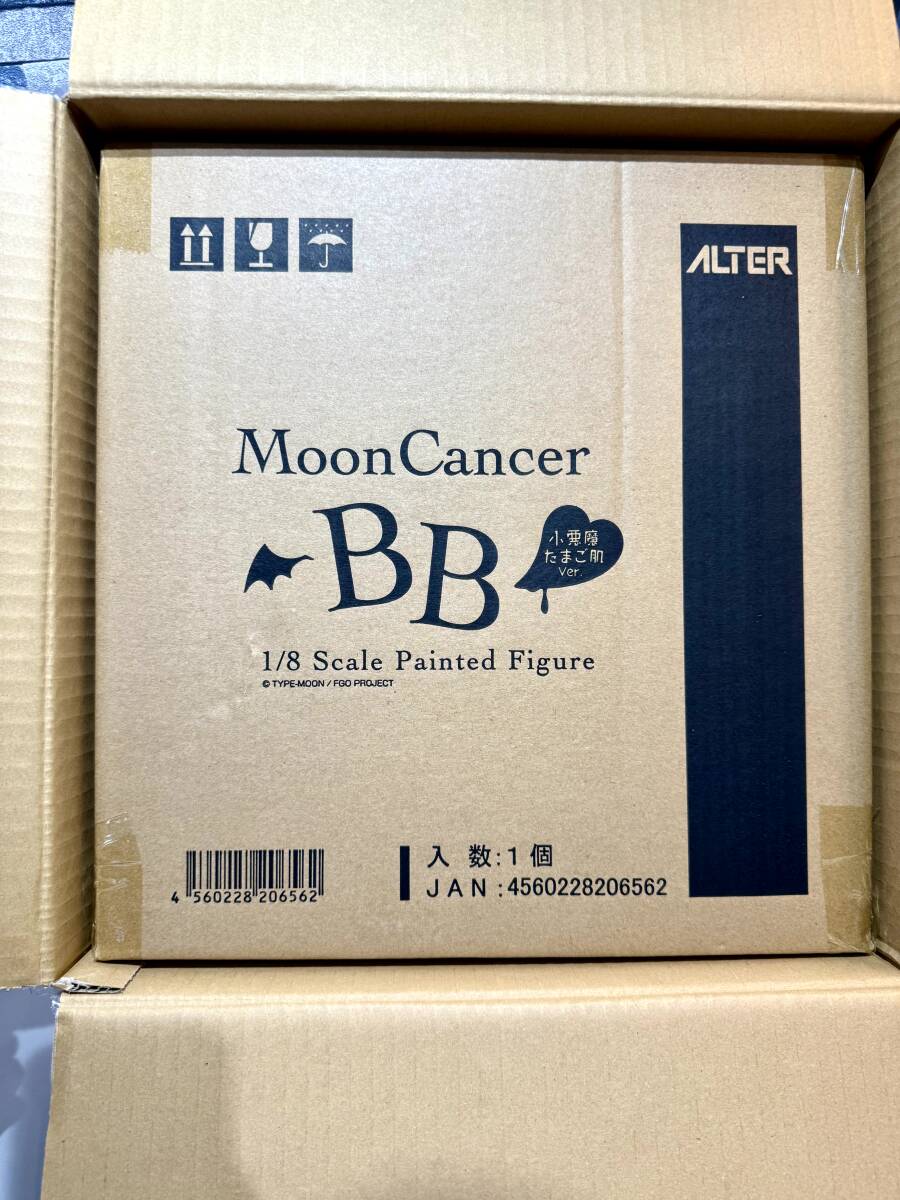 ALTER
MoonCancer
BB
小悪魔
たまご肌
Ver.
1/8 Scale Painted Figure
© TYPE-MOON / FGO PROJECT
入数:1個
JAN:4560228206562
4 560228 206562